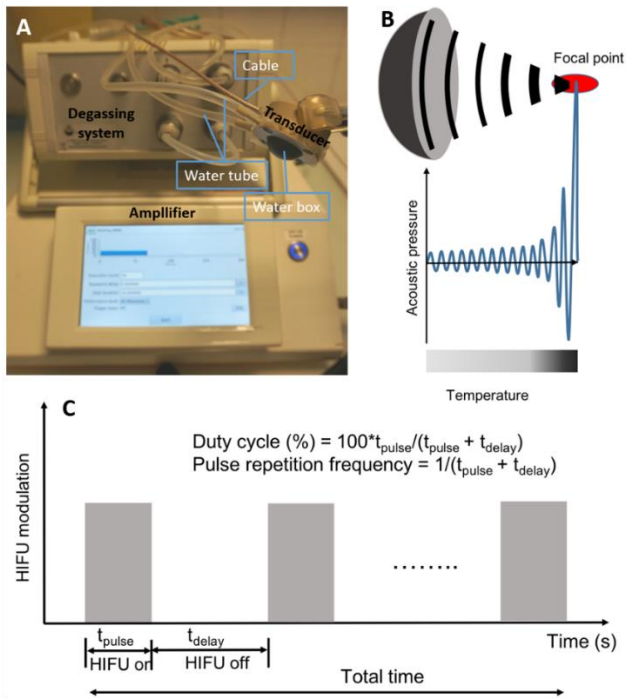 A
Cable
Degassing
system
Transducer
Water tube
Water box
Ampllifier
B
Focal point
Acoustic pressure
Temperature
C
Duty cycle (%) = 100*tpulse/(tpulse + tdelay)
Pulse repetition frequency = 1/(tpulse + tdelay)
HIFU modulation
........
tpulse
tdelay
Time (s)
HIFU on
HIFU off
Total time